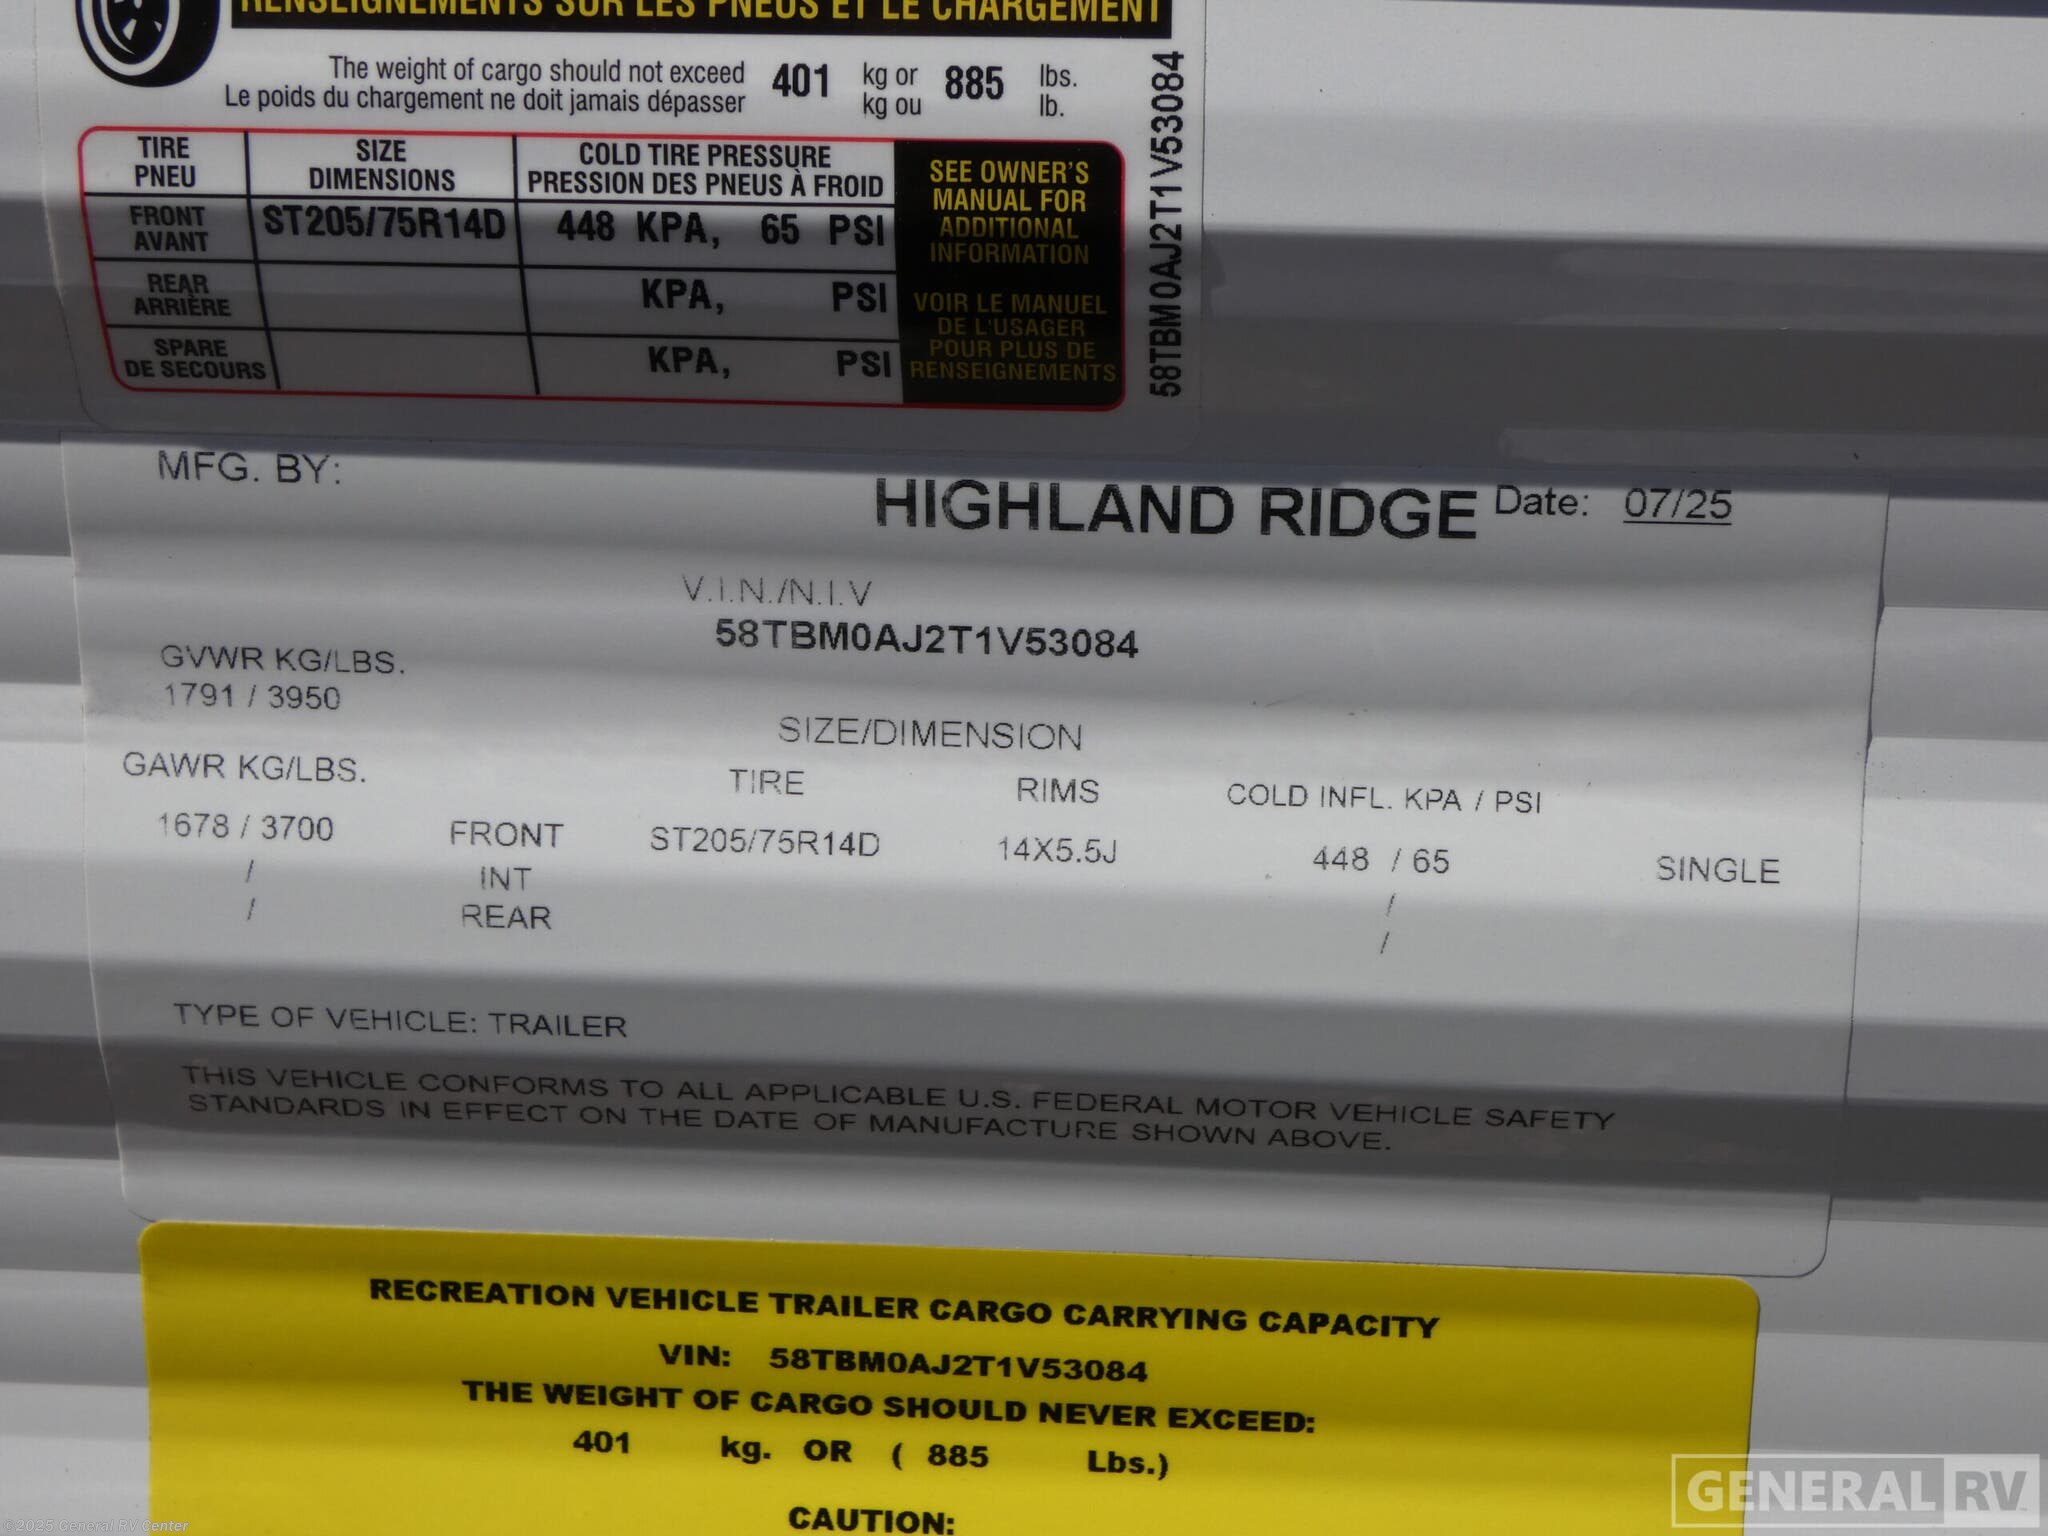 RENSEIGNEMENTS SUR LES PNEUS ET LE CHARGEMENT
The weight of cargo should not exceed 401 kg or 885 lbs.
Le poids du chargement ne doit jamais dépasser kg ou lb.
TIRE SIZE COLD TIRE PRESSURE
PNEU DIMENSIONS PRESSION DES PNEUS À FROID
FRONT
AVANT
ST205/75R14D 448 KPA, 65 PSI
REAR
ARRIÈRE
KPA, PSI
SPARE
DE SECOURS
KPA, PSI
SEE OWNER'S
MANUAL FOR
ADDITIONAL
INFORMATION
VOIR LE MANUEL
DE L'USAGER
POUR PLUS DE
RENSEIGNEMENTS
58TBM0AJ2T1V53084
MFG. BY: HIGHLAND RIDGE Date: 07/25
V.I.N./N.I.V
58TBM0AJ2T1V53084
GVWR KG/LBS.
1791 / 3950
SIZE/DIMENSION
GAWR KG/LBS. TIRE RIMS COLD INFL. KPA / PSI
1678 / 3700 FRONT ST205/75R14D 14X5.5J 448 / 65 SINGLE
/ INT /
/ REAR /
TYPE OF VEHICLE: TRAILER
THIS VEHICLE CONFORMS TO ALL APPLICABLE U.S. FEDERAL MOTOR VEHICLE SAFETY
STANDARDS IN EFFECT ON THE DATE OF MANUFACTURE SHOWN ABOVE.
RECREATION VEHICLE TRAILER CARGO CARRYING CAPACITY
VIN: 58TBM0AJ2T1V53084
THE WEIGHT OF CARGO SHOULD NEVER EXCEED:
401 kg. OR ( 885 Lbs.)
CAUTION:
GENERAL RV
©2025 General RV Center